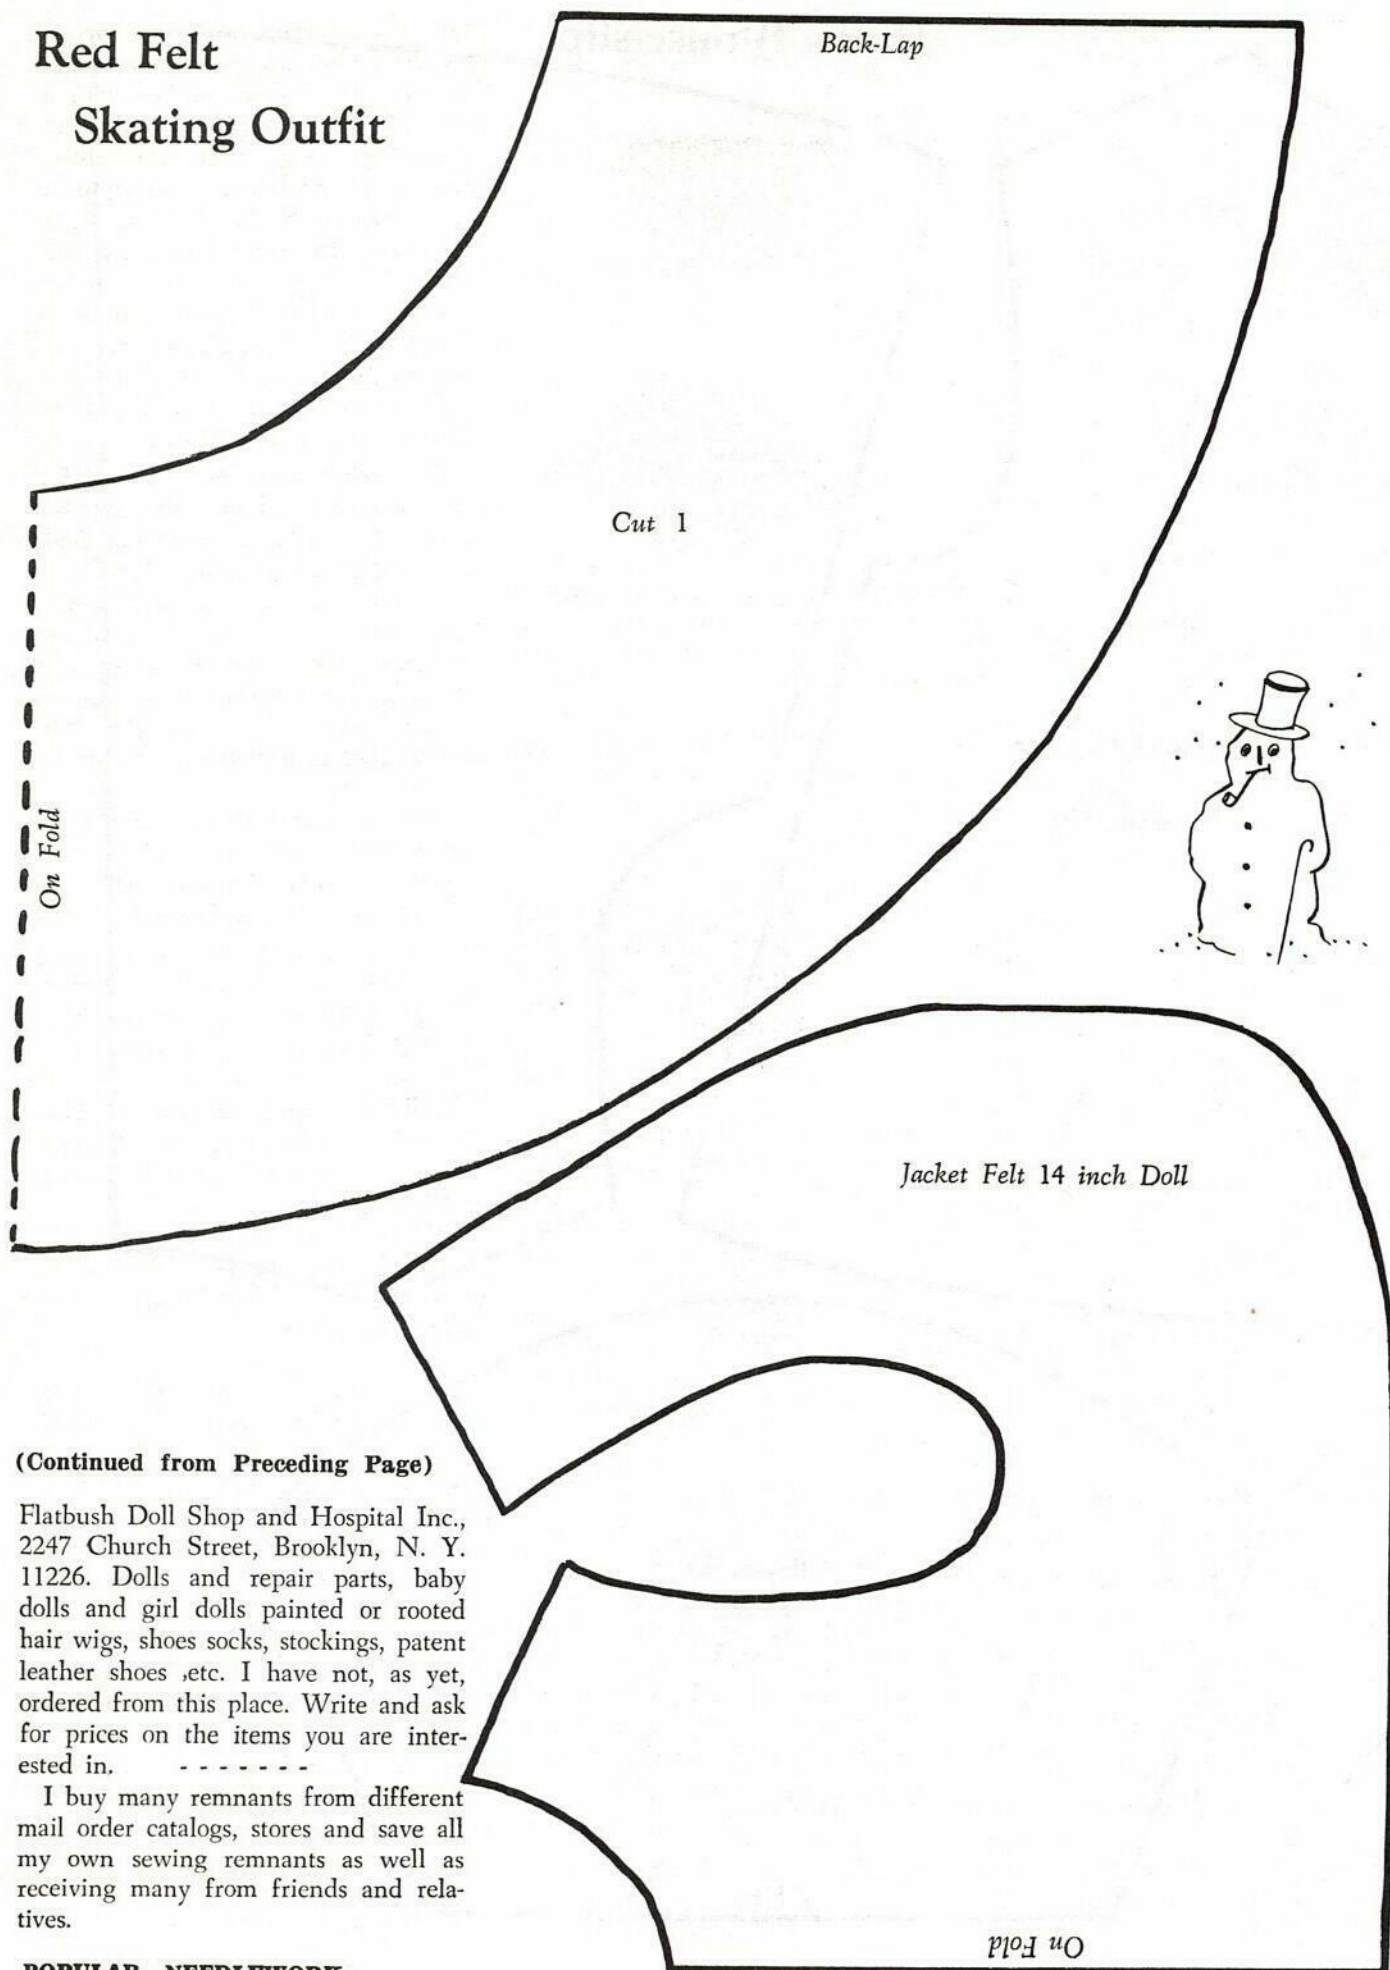 Red Felt
Skating Outfit
Back-Lap
Cut 1
On Fold
Jacket Felt 14 inch Doll
(Continued from Preceding Page)
Flatbush Doll Shop and Hospital Inc.,
2247 Church Street, Brooklyn, N. Y.
11226. Dolls and repair parts, baby
dolls and girl dolls painted or rooted
hair wigs, shoes socks, stockings, patent
leather shoes ,etc. I have not, as yet,
ordered from this place. Write and ask
for prices on the items you are inter-
ested in. - - - - - - -
I buy many remnants from different
mail order catalogs, stores and save all
my own sewing remnants as well as
receiving many from friends and rela-
tives.
On Fold
POPULAR NEEDLEWORK